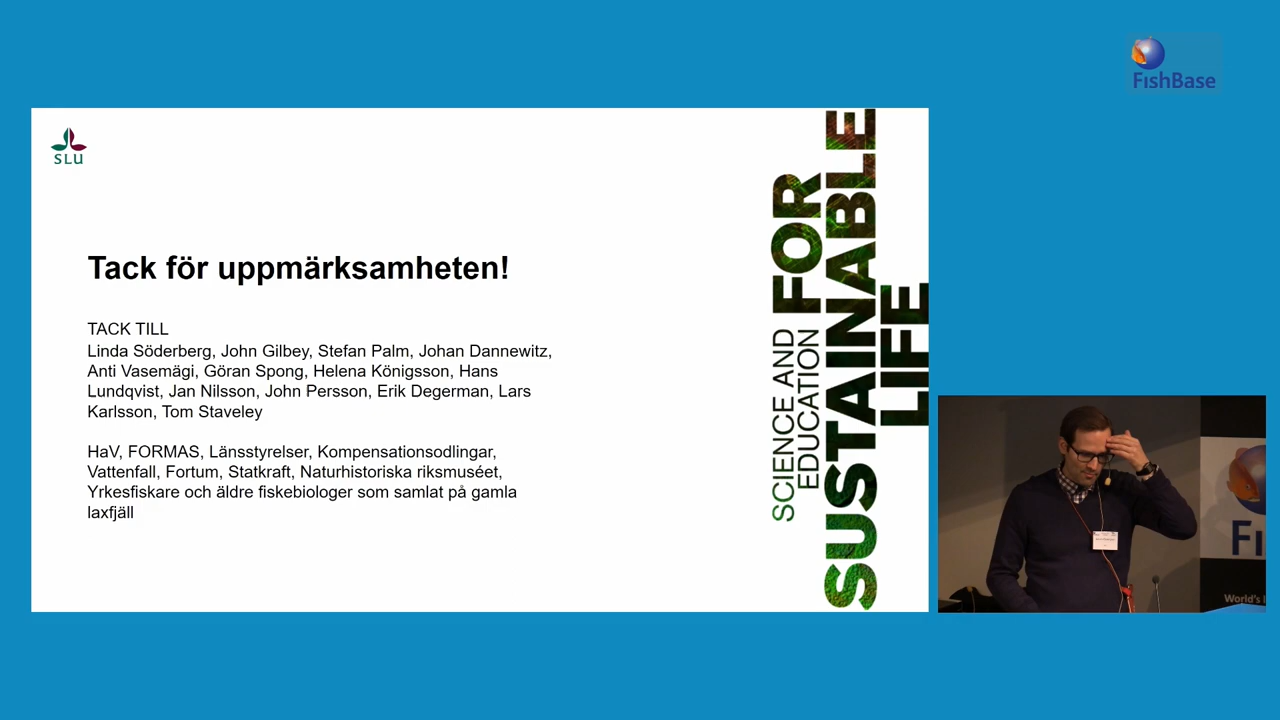 FishBase
SLU
Tack för uppmärksamheten!
TACK TILL
Linda Söderberg, John Gilbey, Stefan Palm, Johan Dannewitz,
Anti Vasemägi, Göran Spong, Helena Königsson, Hans
Lundqvist, Jan Nilsson, John Persson, Erik Degerman, Lars
Karlsson, Tom Staveley
HaV, FORMAS, Länsstyrelser, Kompensationsodlingar,
Vattenfall, Fortum, Statkraft, Naturhistoriska riksmuséet,
Yrkesfiskare och äldre fiskebiologer som samlat på gamla
laxfjäll
SCIENCE AND
EDUCATION
FOR
SUSTAINABLE
LIFE
Fi
World's